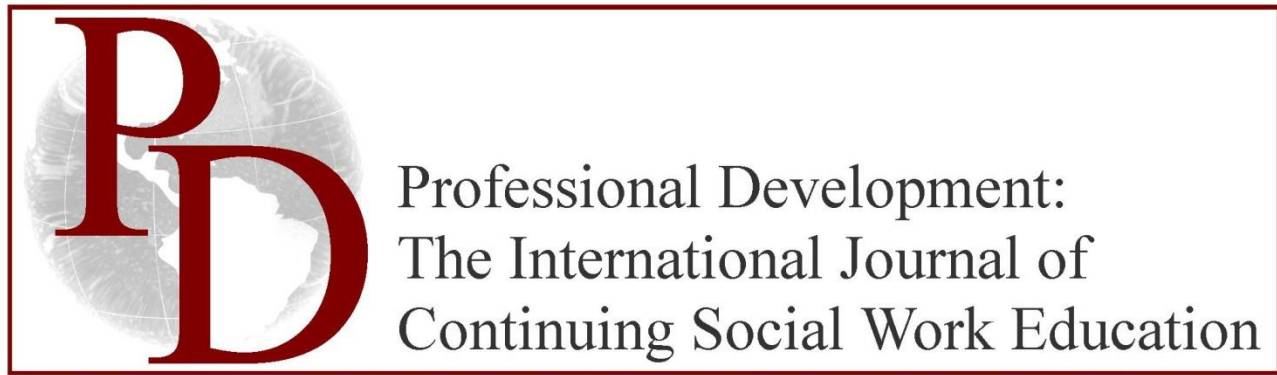 PD
Professional Development:
The International Journal of
Continuing Social Work Education